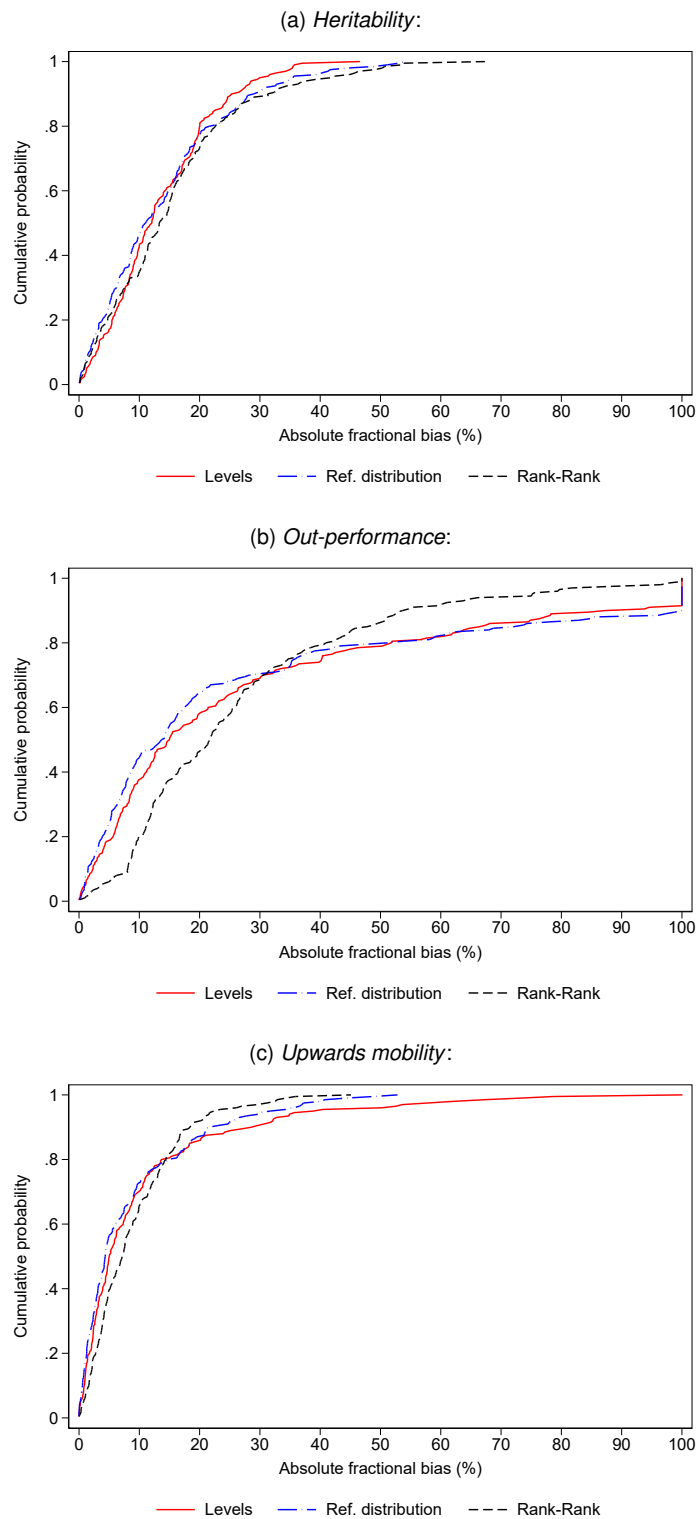 (a) Heritability:
1
.8
.6
.4
.2
0
Cumulative probability
0 10 20 30 40 50 60 70 80 90 100
Absolute fractional bias (%)
Levels Ref. distribution Rank-Rank
(b) Out-performance:
1
.8
.6
.4
.2
0
Cumulative probability
0 10 20 30 40 50 60 70 80 90 100
Absolute fractional bias (%)
Levels Ref. distribution Rank-Rank
(c) Upwards mobility:
1
.8
.6
.4
.2
0
Cumulative probability
0 10 20 30 40 50 60 70 80 90 100
Absolute fractional bias (%)
Levels Ref. distribution Rank-Rank